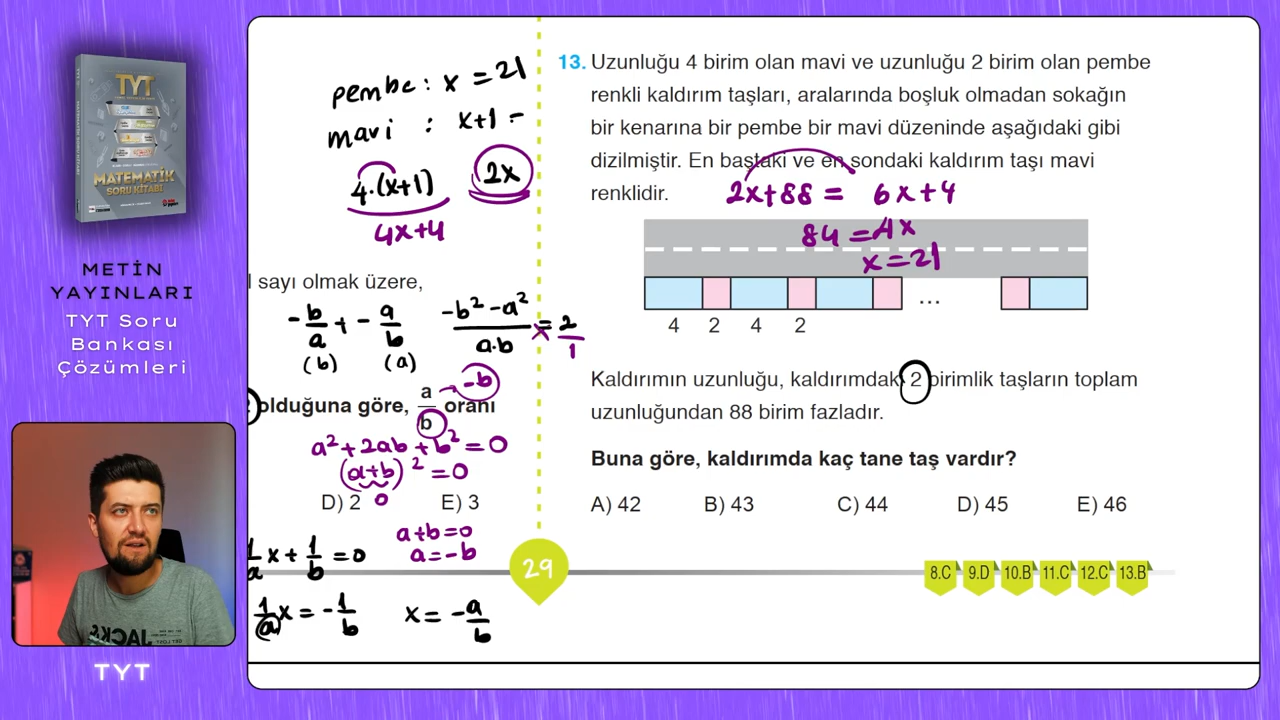 TYT
MATEMATİK
SORU KİTABI
METİN
YAYINLARI
TYT Soru
Bankası
Çözümleri
TYT
pembe : x = 21
mavi : x+1 =
4.(x+1) 2x
4x+4
l sayı olmak üzere,
-b/a + -a/b -b²-a²/a.b = 2/1
(b) (a) x
olduğuna göre, a/b oranı
-b
a²+2ab+b²=0
(a+b)²=0
0
D) 2 E) 3
a+b=0
a=-b
1/a x + 1/b = 0
1/a x = -1/b x = -a/b
29
13. Uzunluğu 4 birim olan mavi ve uzunluğu 2 birim olan pembe
renkli kaldırım taşları, aralarında boşluk olmadan sokağın
bir kenarına bir pembe bir mavi düzeninde aşağıdaki gibi
dizilmiştir. En baştaki ve en sondaki kaldırım taşı mavi
renklidir.
2x+88 = 6x+4
84 = 4x
x = 21
...
4 2 4 2
Kaldırımın uzunluğu, kaldırımdaki 2 birimlik taşların toplam
uzunluğundan 88 birim fazladır.
Buna göre, kaldırımda kaç tane taş vardır?
A) 42 B) 43 C) 44 D) 45 E) 46
8.C 9.D 10.B 11.C 12.C 13.B